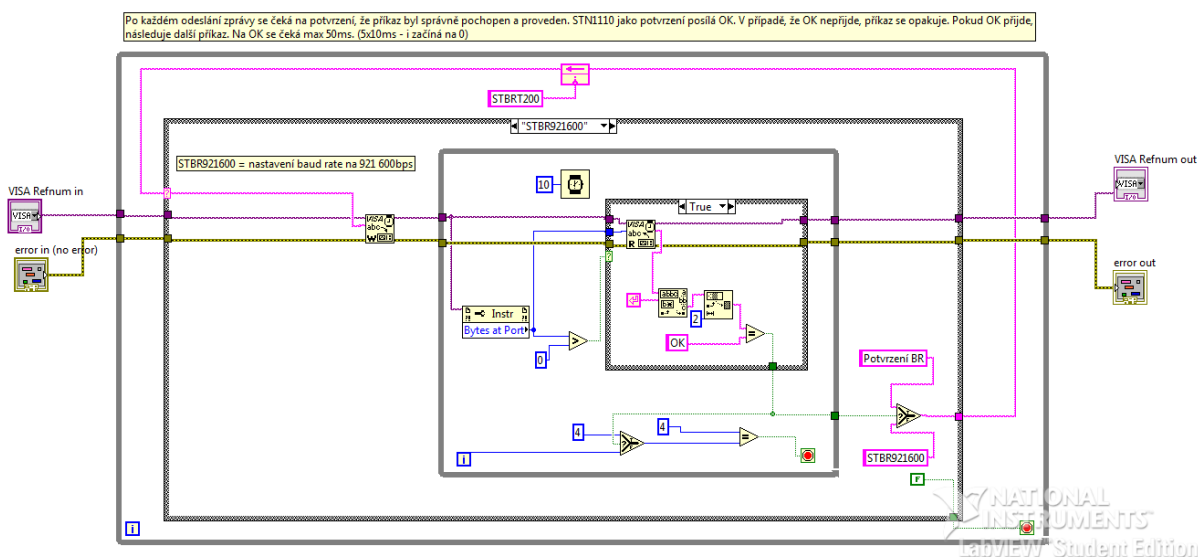 Po každém odeslání zprávy se čeká na potvrzení, že příkaz byl správně pochopen a proveden. STN1110 jako potvrzení posílá OK. V případě, že OK nepřijde, příkaz se opakuje. Pokud OK přijde,
následuje další příkaz. Na OK se čeká max 50ms. (5x10ms - i začíná na 0)
STBRT200
"STBR921600"
STBR921600 = nastavení baud rate na 921 600bps
VISA Refnum in
VISA
I/O
error in (no error)
VISA
abc
W
10
True
VISA
abc
R
Instr
Bytes at Port
0
2
OK
4
4
i
Potvrzení BR
STBR921600
F
i
VISA Refnum out
VISA
I/O
error out
NATIONAL
INSTRUMENTS
LabVIEW Student Edition